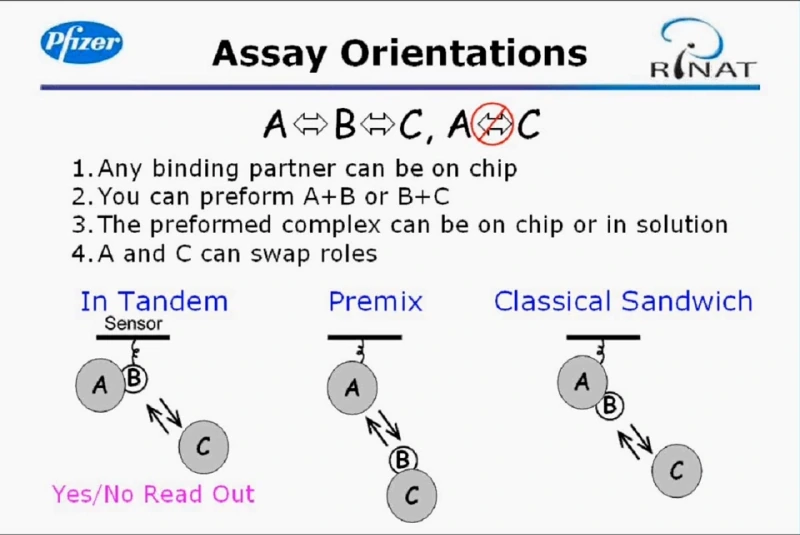 Pfizer
Assay Orientations
RINAT
A⇔B⇔C, A⇔C
1. Any binding partner can be on chip
2. You can preform A+B or B+C
3. The preformed complex can be on chip or in solution
4. A and C can swap roles
In Tandem
Premix
Classical Sandwich
Sensor
A
B
C
A
B
C
A
B
C
Yes/No Read Out